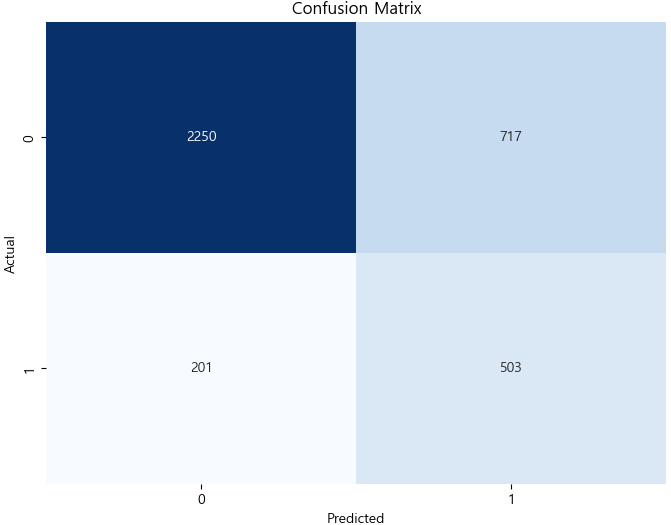 Confusion Matrix
0
2250
717
Actual
1
201
503
0
1
Predicted